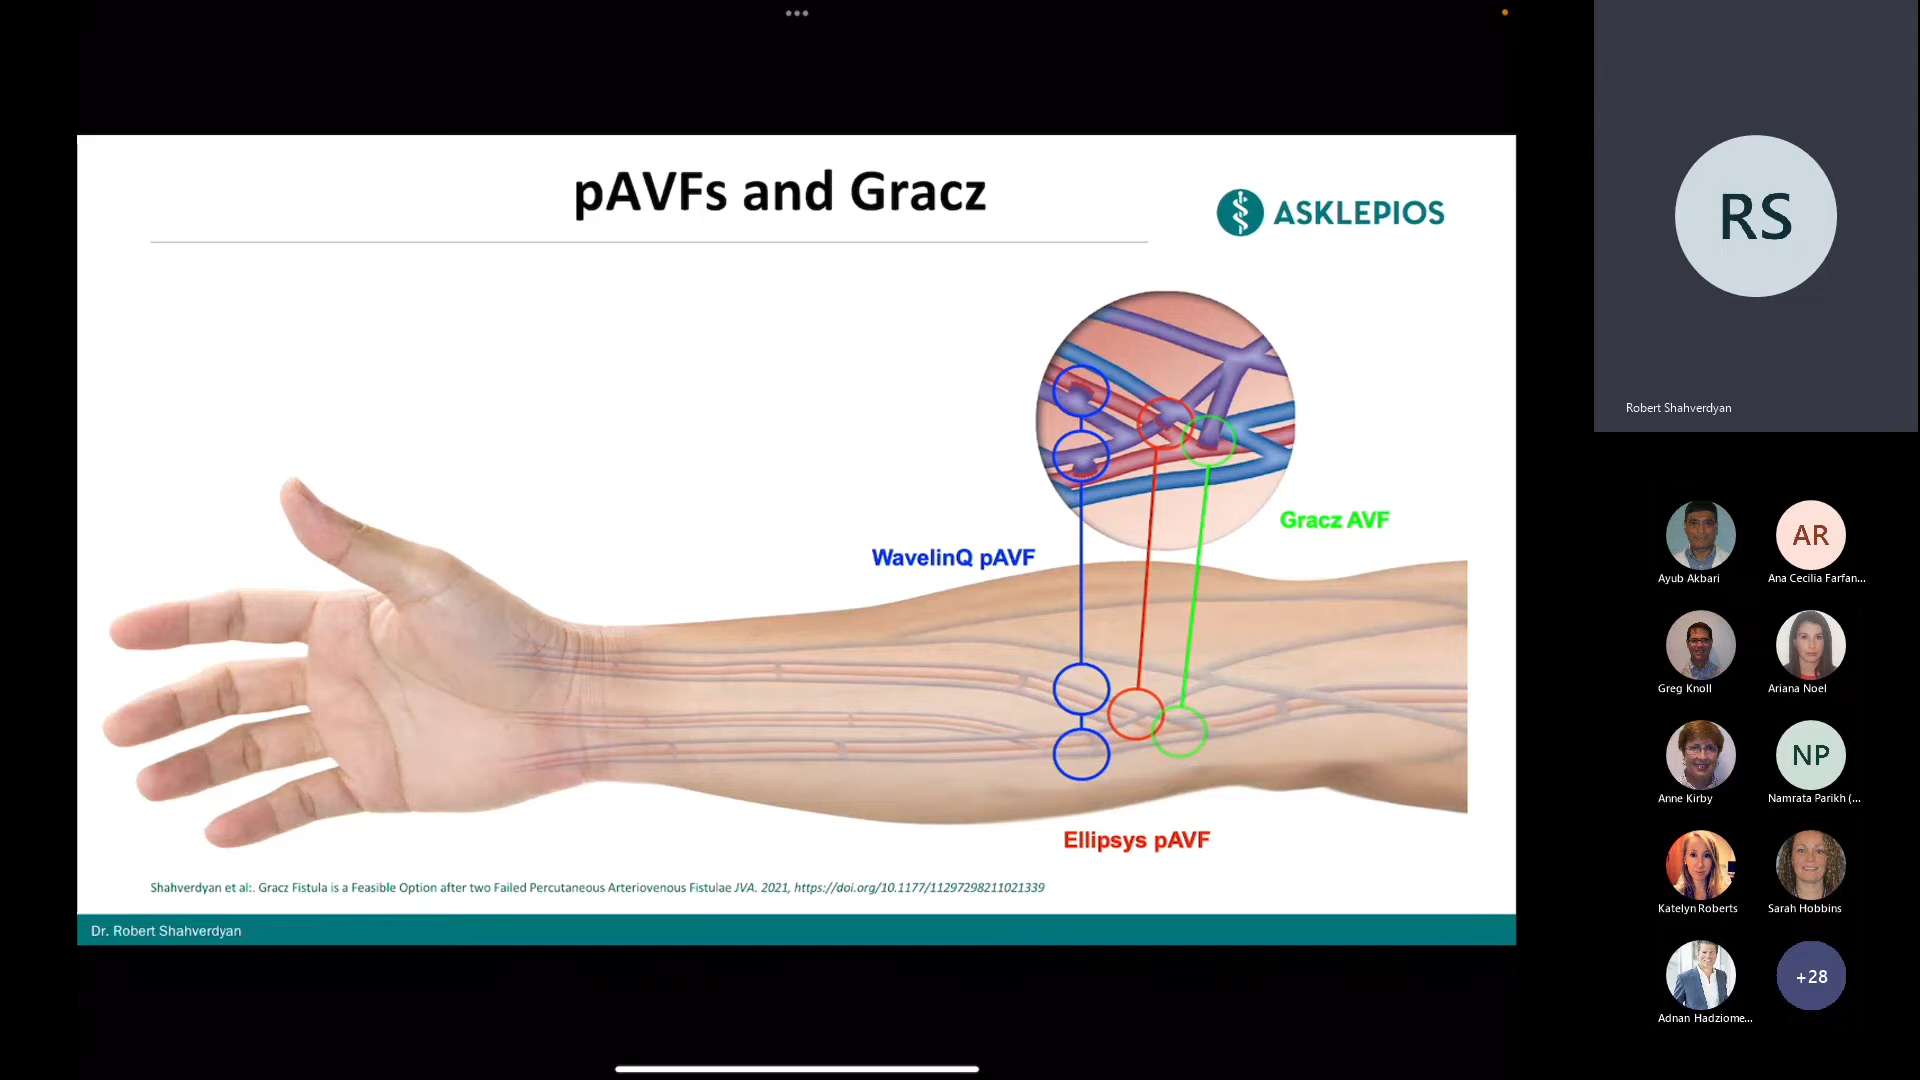 pAVFs and Gracz
ASKLEPIOS
Gracz AVF
WavelinQ pAVF
Ellipsys pAVF
Shahverdyan et al:. Gracz Fistula is a Feasible Option after two Failed Percutaneous Arteriovenous Fistulae JVA. 2021, https://doi.org/10.1177/11297298211021339
Dr. Robert Shahverdyan
RS
Robert Shahverdyan
Ayub Akbari
AR
Ana Cecilia Farfan...
Greg Knoll
Ariana Noel
Anne Kirby
NP
Namrata Parikh (...
Katelyn Roberts
Sarah Hobbins
Adnan Hadziome...
+28